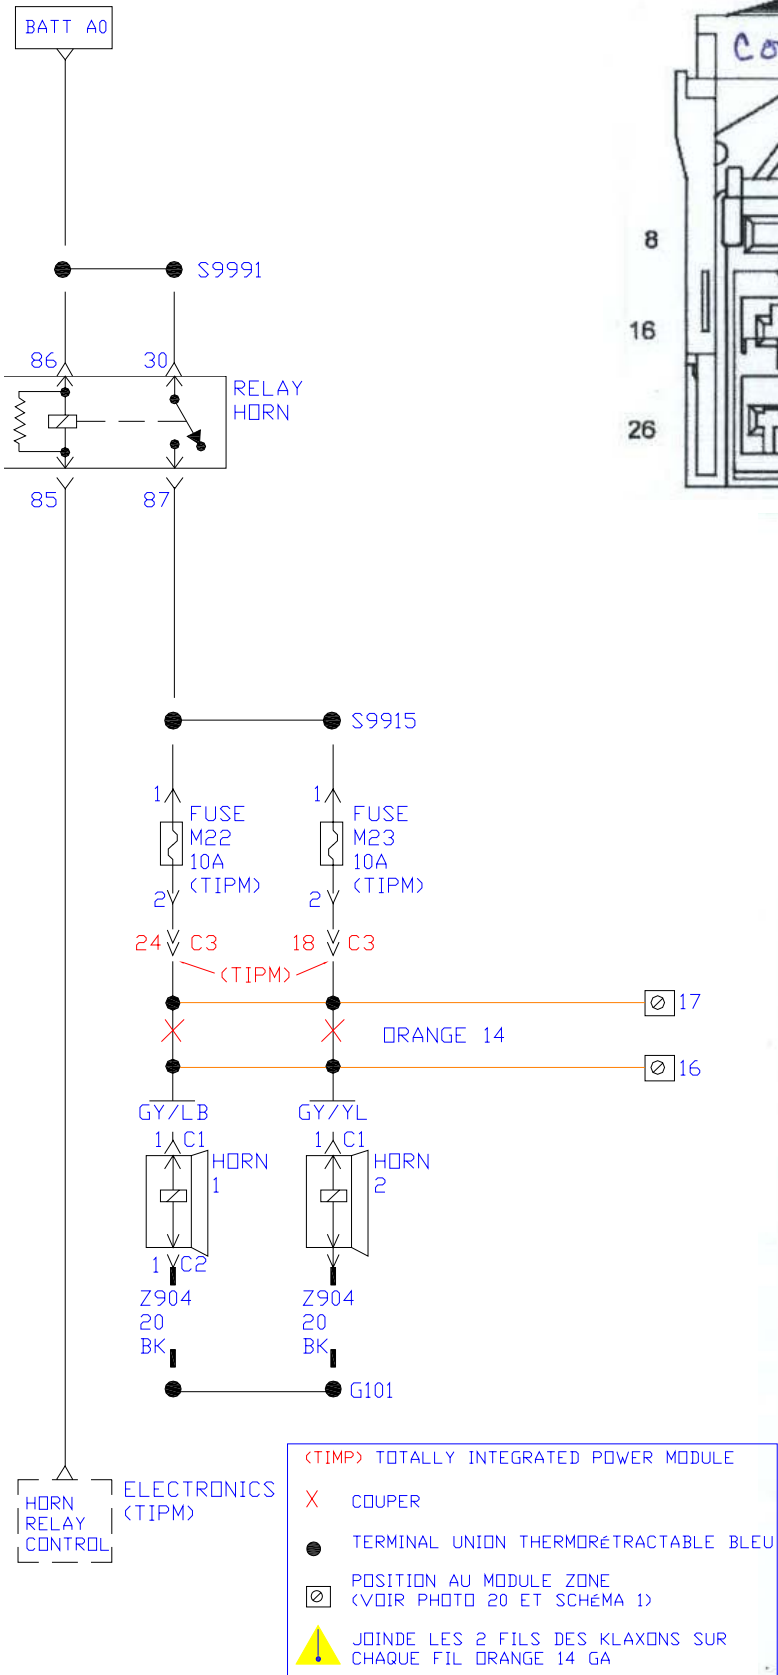 BATT A0
Co
8
S9991
16
86
30
RELAY
HORN
26
85
87
S9915
1
FUSE
M22
10A
(TIPM)
2
1
FUSE
M23
10A
(TIPM)
2
24 C3
18 C3
(TIPM)
17
ORANGE 14
16
GY/LB
GY/YL
1 C1
HORN
1
1 C1
HORN
2
1 C2
Z904
20
BK
Z904
20
BK
G101
HORN
RELAY
CONTROL
ELECTRONICS
(TIPM)
(TIMP) TOTALLY INTEGRATED POWER MODULE
X COUPER
TERMINAL UNION THERMORéTRACTABLE BLEU
POSITION AU MODULE ZONE
(VOIR PHOTO 20 ET SCHéMA 1)
JOINDE LES 2 FILS DES KLAXONS SUR
CHAQUE FIL ORANGE 14 GA